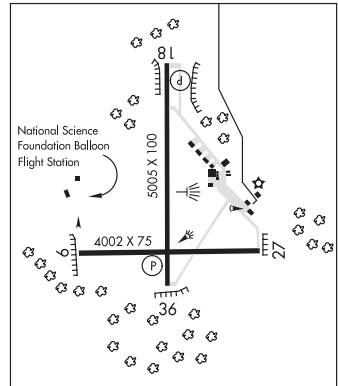 18
P
National Science
Foundation Balloon
Flight Station
5005 X 100
4002 X 75
9
27
P
36